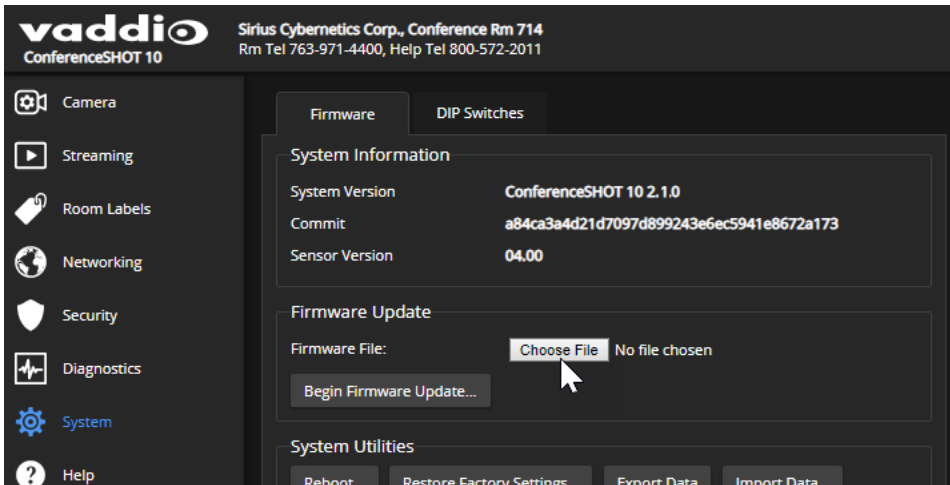 vaddio
ConferenceSHOT 10
Sirius Cybernetics Corp., Conference Rm 714
Rm Tel 763-971-4400, Help Tel 800-572-2011
Camera
Streaming
Room Labels
Networking
Security
Diagnostics
System
Help
Firmware
DIP Switches
System Information
System Version ConferenceSHOT 10 2.1.0
Commit a84ca3a4d21d7097d899243e6ec5941e8672a173
Sensor Version 04.00
Firmware Update
Firmware File: Choose File No file chosen
Begin Firmware Update...
System Utilities
Reboot... Restore Factory Settings... Export Data Import Data...